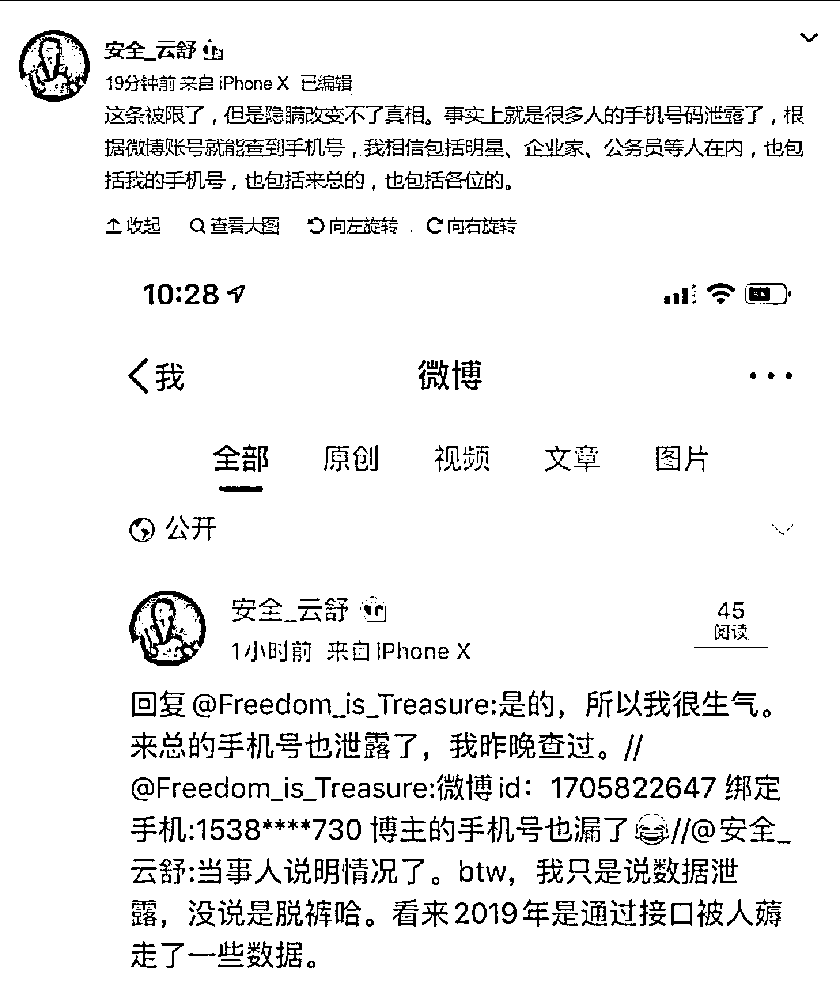 安全_云舒
19分钟前 来自 iPhone X 已编辑
这条被限了，但是隐瞒改变不了真相。事实上就是很多人的手机号码泄露了，根
据微博账号就能查到手机号，我相信包括明星、企业家、公务员等人在内，也包
括我的手机号，也包括来总的，也包括各位的。
收起 查看大图 向左旋转 向右旋转
10:28
我 微博
全部 原创 视频 文章 图片
公开
安全_云舒
45
阅读
1小时前 来自iPhone X
回复@Freedom_is_Treasure:是的，所以我很生气。
来总的手机号也泄露了，我昨晚查过。//
@Freedom_is_Treasure:微博id：1705822647 绑定
手机:1538****730 博主的手机号也漏了😂//@安全_
云舒:当事人说明情况了。btw，我只是说数据泄
露，没说是脱裤哈。看来2019年是通过接口被人薅
走了一些数据。